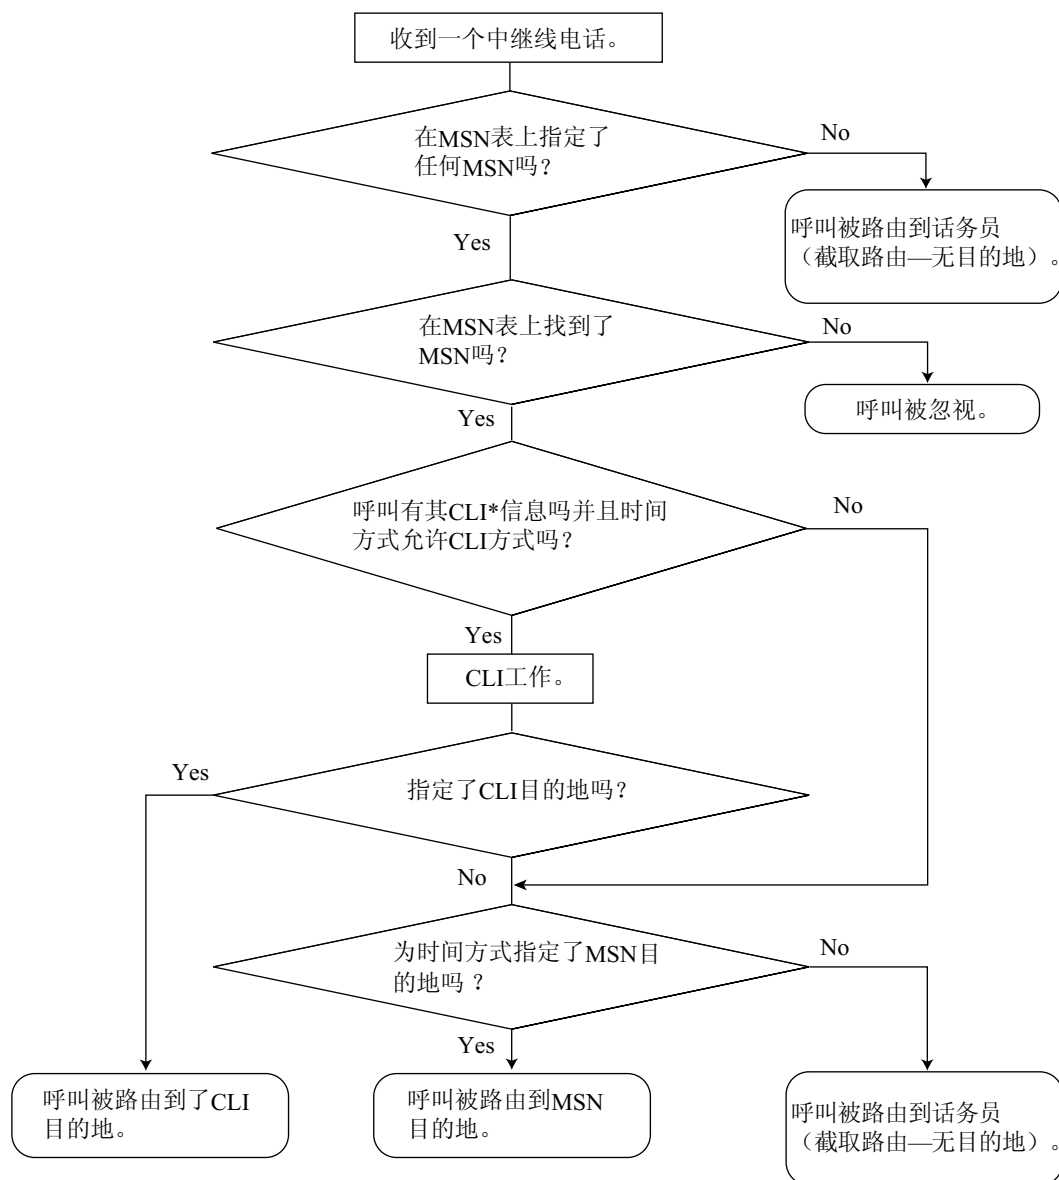 收到一个中继线电话。
在MSN表上指定了
任何MSN吗？
No
呼叫被路由到话务员
（截取路由—无目的地）。
Yes
在MSN表上找到了
MSN吗？
No
呼叫被忽视。
Yes
呼叫有其CLI*信息吗并且时间
方式允许CLI方式吗？
No
Yes
CLI工作。
Yes
指定了CLI目的地吗？
No
为时间方式指定了MSN目
的地吗 ？
No
Yes
呼叫被路由到了CLI
目的地。
呼叫被路由到MSN
目的地。
呼叫被路由到话务员
（截取路由—无目的地）。